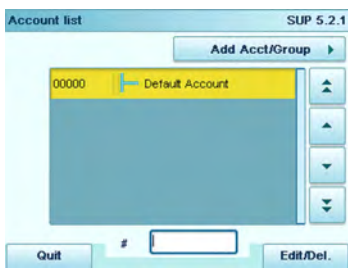 Account list SUP 5.2.1
Add Acct/Group
00000 Default Account
#
Quit Edit/Del.